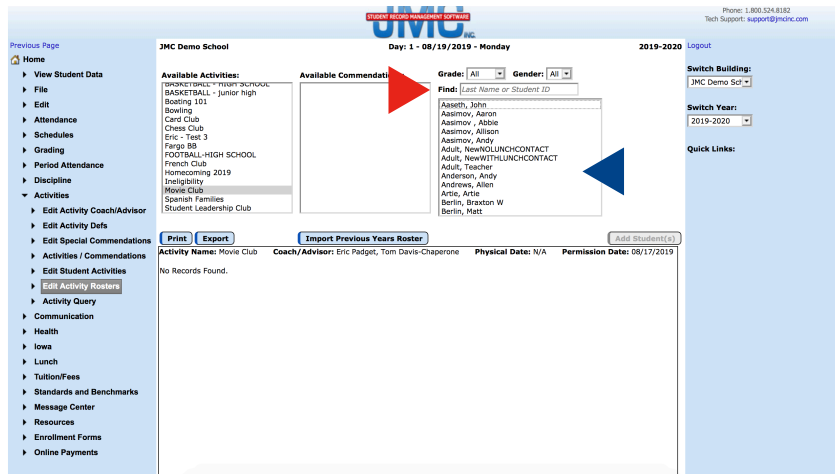 STUDENT RECORD MANAGEMENT SOFTWARE
JMC
INC.
Phone: 1.800.524.8182
Tech Support: support@jmcinc.com
Previous Page
JMC Demo School
Day: 1 - 08/19/2019 - Monday
2019-2020
Logout
Home
View Student Data
File
Edit
Attendance
Schedules
Grading
Period Attendance
Discipline
Activities
Edit Activity Coach/Advisor
Edit Activity Defs
Edit Special Commendations
Activities / Commendations
Edit Student Activities
Edit Activity Rosters
Activity Query
Communication
Health
Iowa
Lunch
Tuition/Fees
Standards and Benchmarks
Message Center
Resources
Enrollment Forms
Online Payments
Available Activities:
BASKETBALL - HIGH SCHOOL
BASKETBALL - junior high
Boating 101
Bowling
Card Club
Chess Club
Eric - Test 3
Fargo BB
FOOTBALL-HIGH SCHOOL
French Club
Homecoming 2019
Ineligibility
Movie Club
Spanish Families
Student Leadership Club
Available Commendation
Grade: All Gender: All
Find: Last Name or Student ID
Aaseth, John
Aasimov, Aaron
Aasimov , Abbie
Aasimov, Allison
Aasimov, Andy
Adult, NewNOLUNCHCONTACT
Adult, NewWITHLUNCHCONTACT
Adult, Teacher
Anderson, Andy
Andrews, Allen
Artie, Artie
Berlin, Braxton W
Berlin, Matt
Print Export Import Previous Years Roster Add Student(s)
Activity Name: Movie Club Coach/Advisor: Eric Padget, Tom Davis-Chaperone Physical Date: N/A Permission Date: 08/17/2019
No Records Found.
Switch Building:
JMC Demo Sch
Switch Year:
2019-2020
Quick Links: